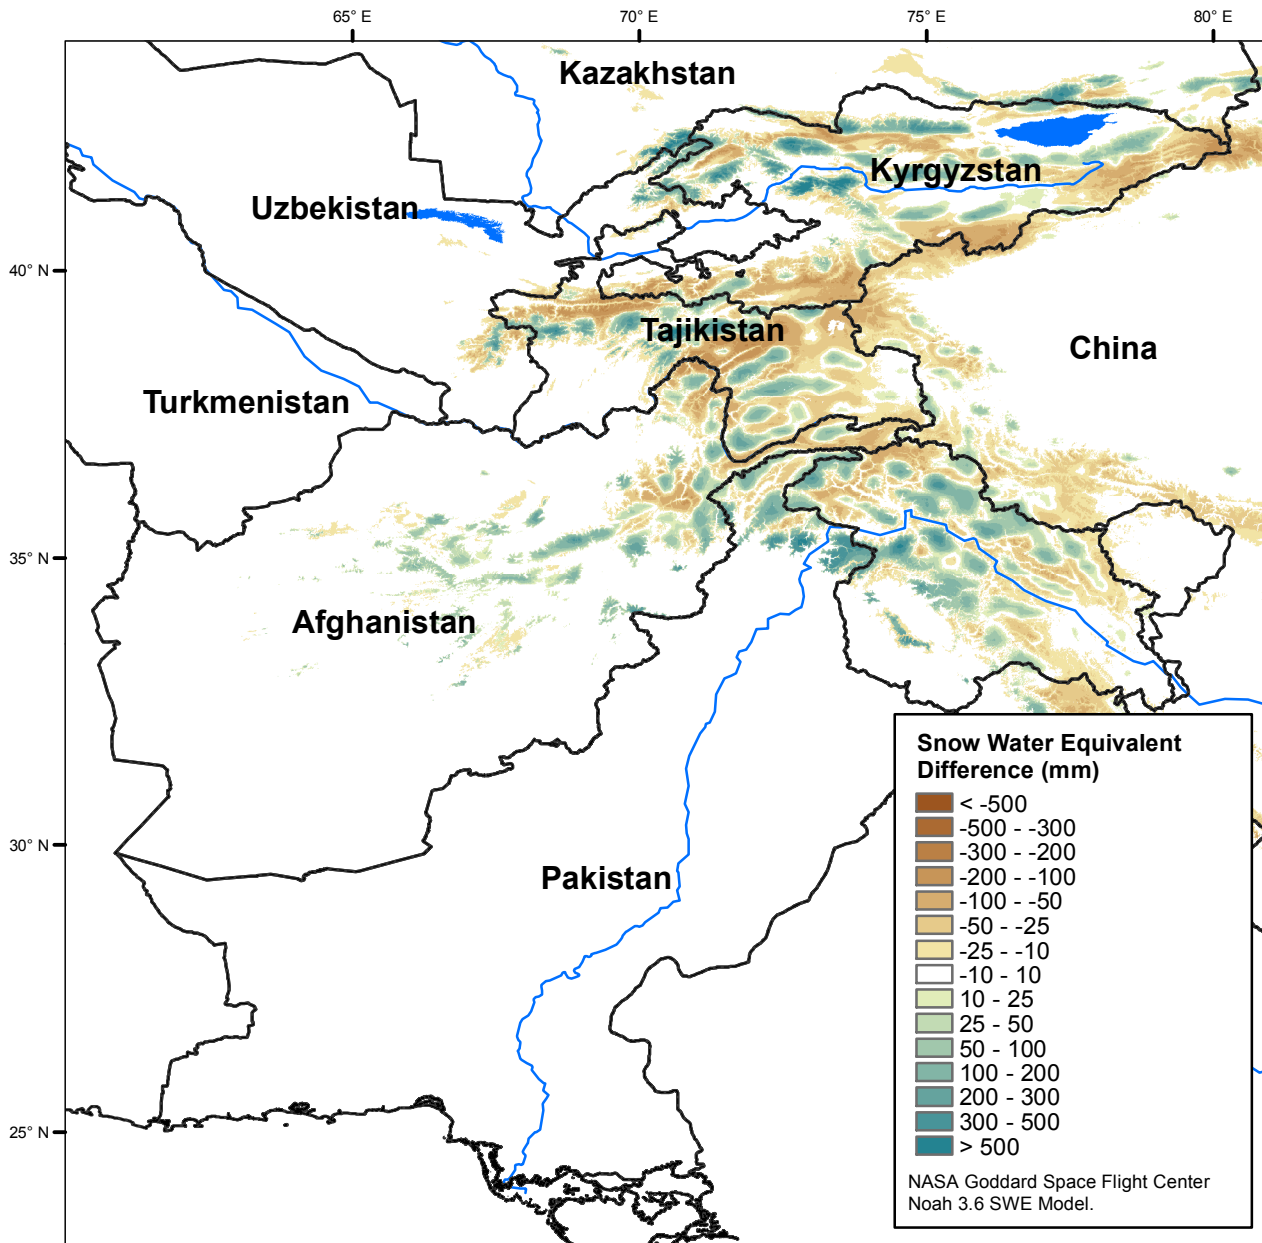 65° E
70° E
75° E
80° E
Kazakhstan
Kyrgyzstan
Uzbekistan
40° N
Tajikistan
China
Turkmenistan
35° N
Afghanistan
30° N
Pakistan
25° N
Snow Water Equivalent
Difference (mm)
< -500
-500 - -300
-300 - -200
-200 - -100
-100 - -50
-50 - -25
-25 - -10
-10 - 10
10 - 25
25 - 50
50 - 100
100 - 200
200 - 300
300 - 500
> 500
NASA Goddard Space Flight Center
Noah 3.6 SWE Model.